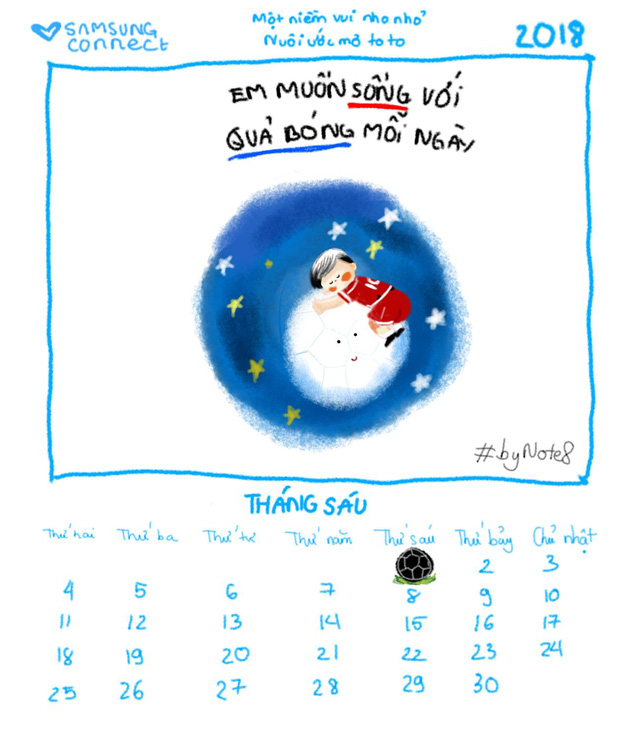 SAMSUNG
connect
Một niềm vui nho nhỏ
Nuôi ước mơ to to
2018
EM MUỐN SỐNG VỚI
QUẢ BÓNG MỖI NGÀY
#byNote8
THÁNG SÁU
Thứ hai Thứ ba Thứ tư Thứ năm Thứ sáu Thứ bảy Chủ nhật
2 3
4 5 6 7 8 9 10
11 12 13 14 15 16 17
18 19 20 21 22 23 24
25 26 27 28 29 30